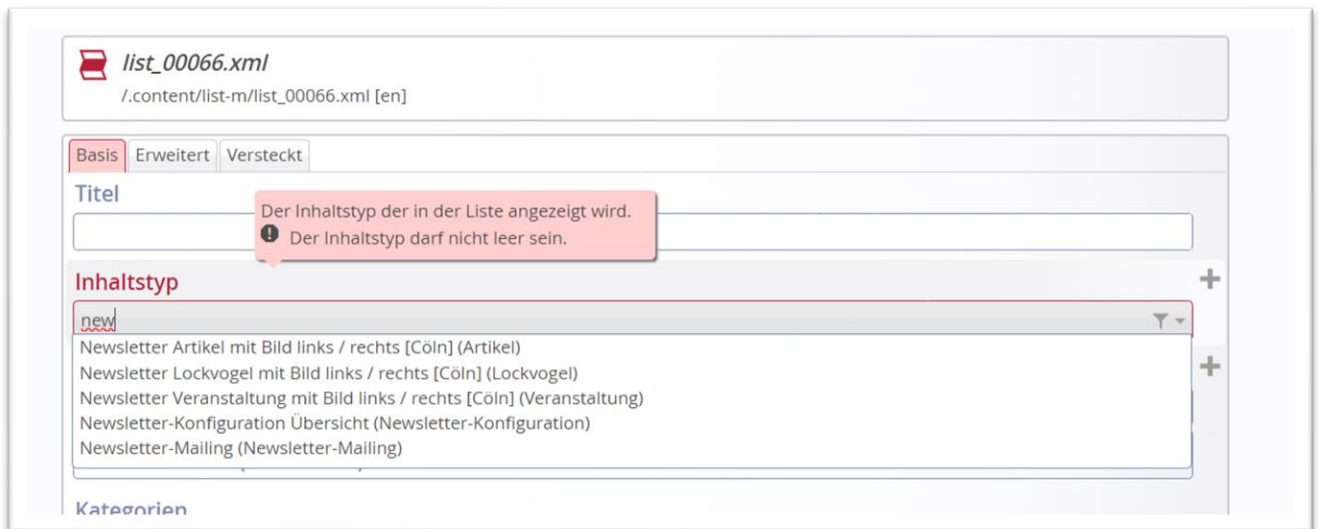 list_00066.xml
/.content/list-m/list_00066.xml [en]
Basis Erweitert Versteckt
Titel
Der Inhaltstyp der in der Liste angezeigt wird.
Der Inhaltstyp darf nicht leer sein.
Inhaltstyp
new
Newsletter Artikel mit Bild links / rechts [Cöln] (Artikel)
Newsletter Lockvogel mit Bild links / rechts [Cöln] (Lockvogel)
Newsletter Veranstaltung mit Bild links / rechts [Cöln] (Veranstaltung)
Newsletter-Konfiguration Übersicht (Newsletter-Konfiguration)
Newsletter-Mailing (Newsletter-Mailing)
Kategorien